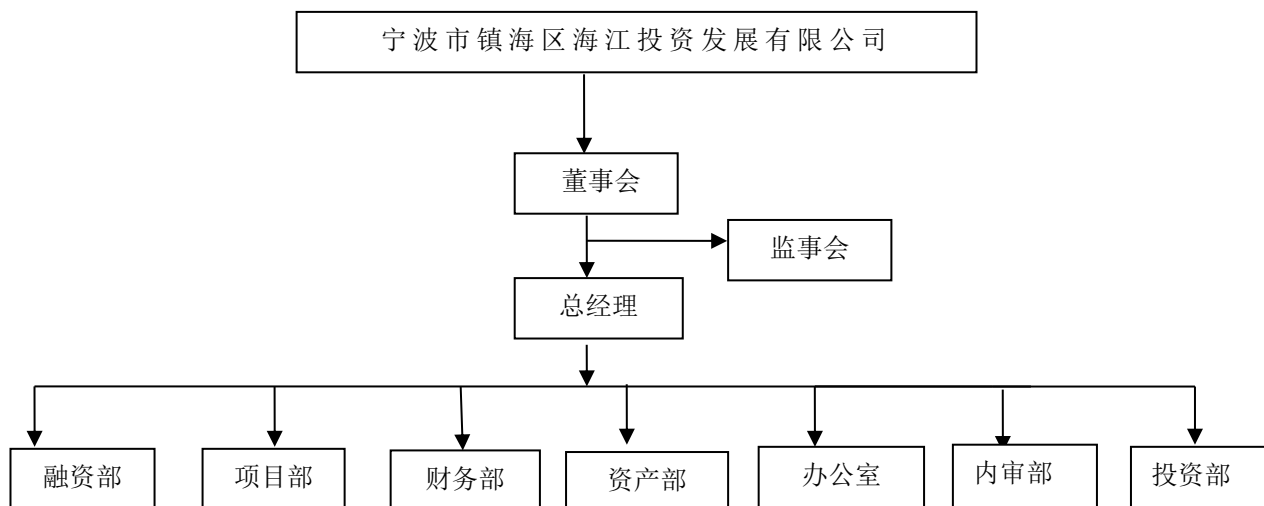 宁波市镇海区海江投资发展有限公司
董事会
监事会
总经理
融资部
项目部
财务部
资产部
办公室
内审部
投资部